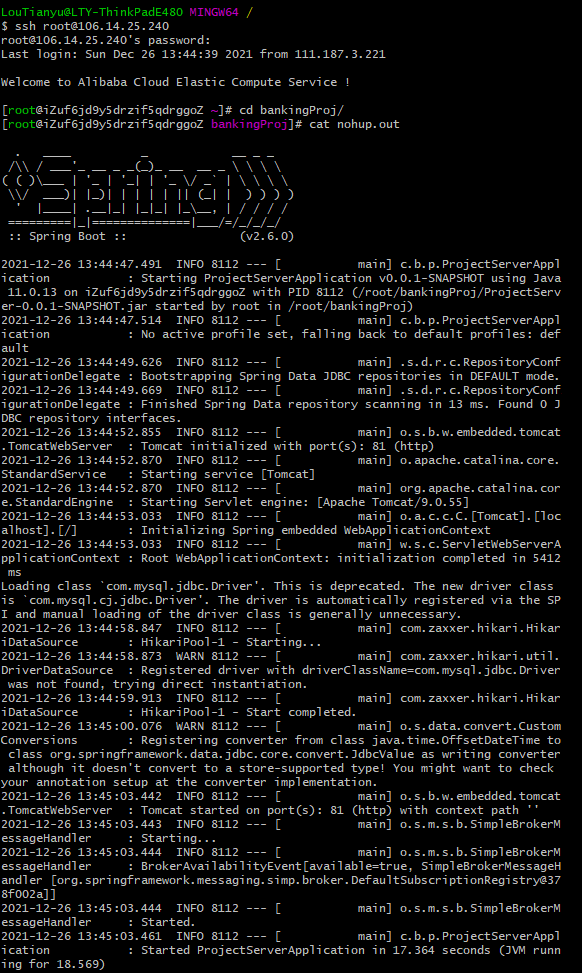 LouTianyu@LTY-ThinkPadE480 MINGW64 /
$ ssh root@106.14.25.240
root@106.14.25.240's password:
Last login: Sun Dec 26 13:44:39 2021 from 111.187.3.221

Welcome to Alibaba Cloud Elastic Compute Service !

[root@iZuf6jd9y5drzif5qdrggoZ ~]# cd bankingProj/
[root@iZuf6jd9y5drzif5qdrggoZ bankingProj]# cat nohup.out

  .   ____          _            __ _ _
 /\\ / ___'_ __ _ _(_)_ __  __ _ \ \ \ \
( ( )\___ | '_ | '_| | '_ \/ _` | \ \ \ \
 \\/  ___)| |_)| | | | | || (_| |  ) ) ) )
  '  |____| .__|_| |_|_| |_\__, | / / / /
 =========|_|==============|___/=/_/_/_/
 :: Spring Boot ::                (v2.6.0)

2021-12-26 13:44:47.491  INFO 8112 --- [           main] c.b.p.ProjectServerAppl
ication          : Starting ProjectServerApplication v0.0.1-SNAPSHOT using Java
 11.0.13 on iZuf6jd9y5drzif5qdrggoZ with PID 8112 (/root/bankingProj/ProjectServ
er-0.0.1-SNAPSHOT.jar started by root in /root/bankingProj)
2021-12-26 13:44:47.514  INFO 8112 --- [           main] c.b.p.ProjectServerAppl
ication          : No active profile set, falling back to default profiles: def
ault
2021-12-26 13:44:49.626  INFO 8112 --- [           main] .s.d.r.c.RepositoryConf
igurationDelegate : Bootstrapping Spring Data JDBC repositories in DEFAULT mode.
2021-12-26 13:44:49.669  INFO 8112 --- [           main] .s.d.r.c.RepositoryConf
igurationDelegate : Finished Spring Data repository scanning in 13 ms. Found 0 J
DBC repository interfaces.
2021-12-26 13:44:52.855  INFO 8112 --- [           main] o.s.b.w.embedded.tomcat
.TomcatWebServer  : Tomcat initialized with port(s): 81 (http)
2021-12-26 13:44:52.870  INFO 8112 --- [           main] o.apache.catalina.core.
StandardService   : Starting service [Tomcat]
2021-12-26 13:44:52.870  INFO 8112 --- [           main] org.apache.catalina.cor
e.StandardEngine  : Starting Servlet engine: [Apache Tomcat/9.0.55]
2021-12-26 13:44:53.033  INFO 8112 --- [           main] o.a.c.c.C.[Tomcat].[loc
alhost].[/]       : Initializing Spring embedded WebApplicationContext
2021-12-26 13:44:53.033  INFO 8112 --- [           main] w.s.c.ServletWebServerA
pplicationContext : Root WebApplicationContext: initialization completed in 5412
 ms
Loading class `com.mysql.jdbc.Driver'. This is deprecated. The new driver class
is `com.mysql.cj.jdbc.Driver'. The driver is automatically registered via the SP
I and manual loading of the driver class is generally unnecessary.
2021-12-26 13:44:58.847  INFO 8112 --- [           main] com.zaxxer.hikari.Hikar
iDataSource       : HikariPool-1 - Starting...
2021-12-26 13:44:58.873  WARN 8112 --- [           main] com.zaxxer.hikari.util.
DriverDataSource  : Registered driver with driverClassName=com.mysql.jdbc.Driver
 was not found, trying direct instantiation.
2021-12-26 13:44:59.913  INFO 8112 --- [           main] com.zaxxer.hikari.Hikar
iDataSource       : HikariPool-1 - Start completed.
2021-12-26 13:45:00.076  WARN 8112 --- [           main] o.s.data.convert.Custom
Conversions       : Registering converter from class java.time.OffsetDateTime to
 class org.springframework.data.jdbc.core.convert.JdbcValue as writing converter
 although it doesn't convert to a store-supported type! You might want to check
your annotation setup at the converter implementation.
2021-12-26 13:45:03.442  INFO 8112 --- [           main] o.s.b.w.embedded.tomcat
.TomcatWebServer  : Tomcat started on port(s): 81 (http) with context path ''
2021-12-26 13:45:03.443  INFO 8112 --- [           main] o.s.m.s.b.SimpleBrokerM
essageHandler     : Starting...
2021-12-26 13:45:03.444  INFO 8112 --- [           main] o.s.m.s.b.SimpleBrokerM
essageHandler     : BrokerAvailabilityEvent[available=true, SimpleBrokerMessageH
andler [org.springframework.messaging.simp.broker.DefaultSubscriptionRegistry@37
8f002a]]
2021-12-26 13:45:03.444  INFO 8112 --- [           main] o.s.m.s.b.SimpleBrokerM
essageHandler     : Started.
2021-12-26 13:45:03.461  INFO 8112 --- [           main] c.b.p.ProjectServerAppl
ication          : Started ProjectServerApplication in 17.364 seconds (JVM runn
ing for 18.569)